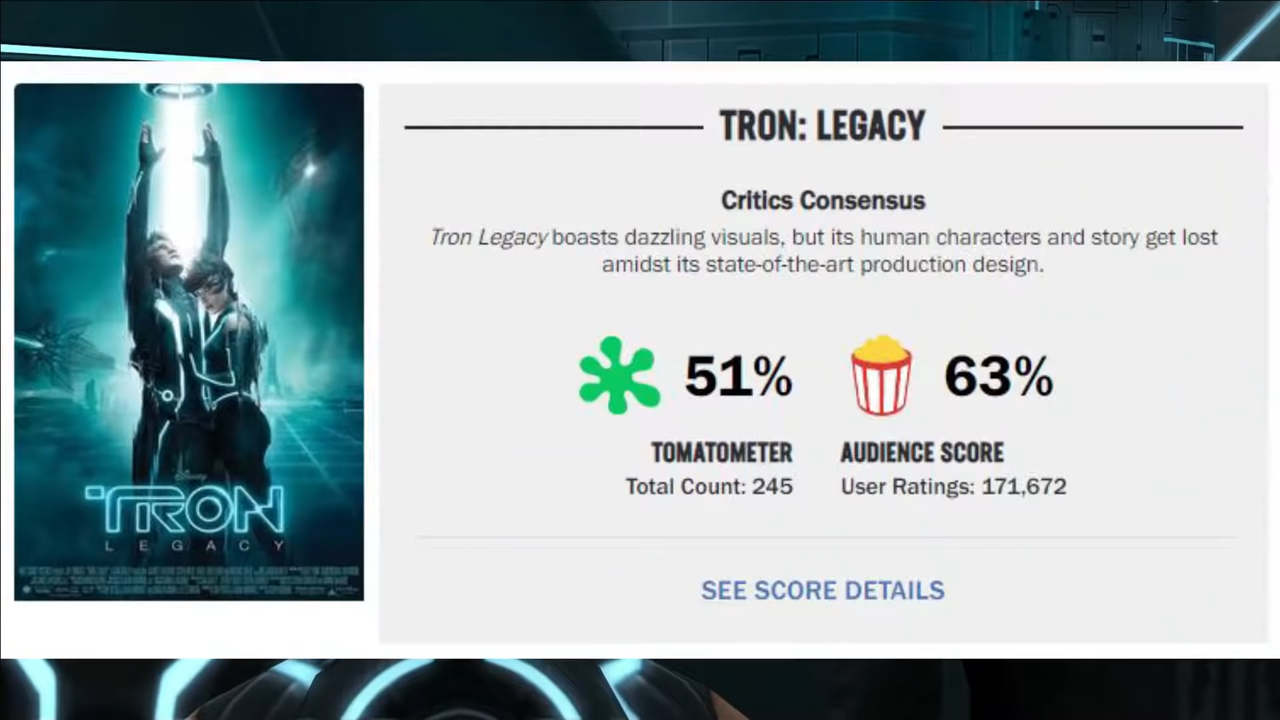 TRON: LEGACY
Critics Consensus
Tron Legacy boasts dazzling visuals, but its human characters and story get lost
amidst its state-of-the-art production design.
51%
63%
TOMATOMETER
AUDIENCE SCORE
Total Count: 245
User Ratings: 171,672
SEE SCORE DETAILS
Disney
TRON
LEGACY